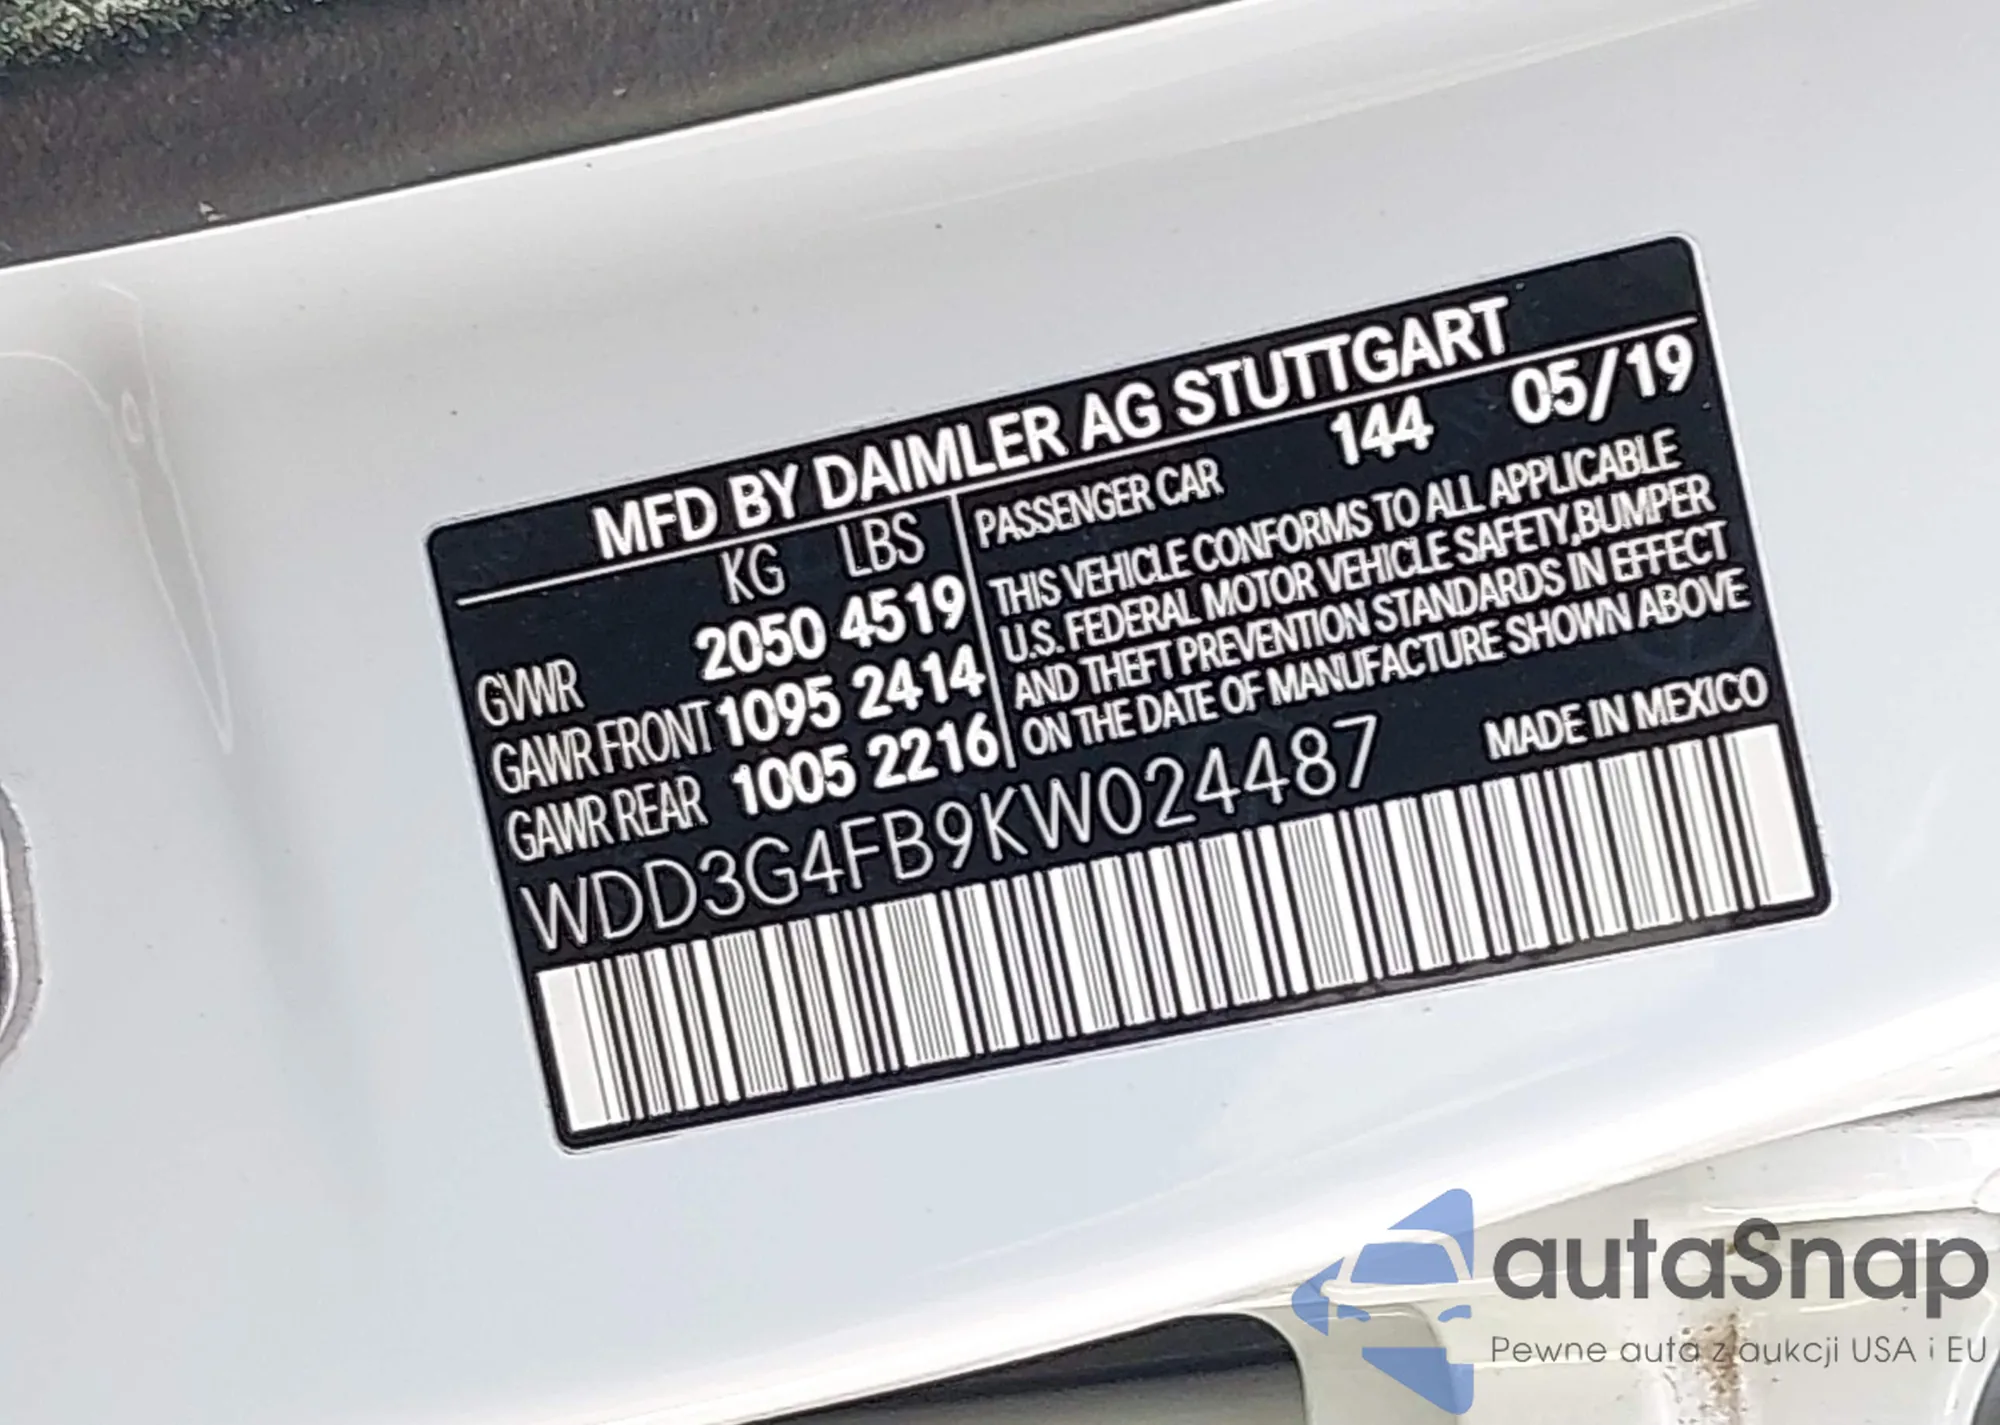 MFD BY DAIMLER AG STUTTGART
KG LBS
GVWR 2050 4519
GAWR FRONT 1095 2414
GAWR REAR 1005 2216
PASSENGER CAR 144 05/19
THIS VEHICLE CONFORMS TO ALL APPLICABLE
U.S. FEDERAL MOTOR VEHICLE SAFETY,BUMPER
AND THEFT PREVENTION STANDARDS IN EFFECT
ON THE DATE OF MANUFACTURE SHOWN ABOVE
WDD3G4FB9KW024487
MADE IN MEXICO
autaSnap
Pewne auta z aukcji USA i EU